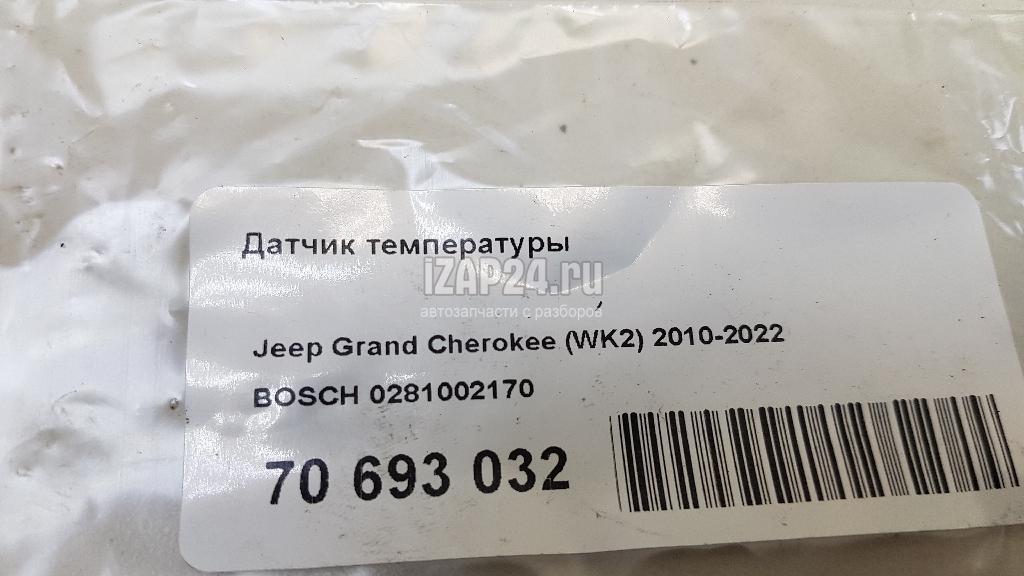 Датчик температуры
iZAP24.ru
автозапчасти с разборов
Jeep Grand Cherokee (WK2) 2010-2022
BOSCH 0281002170
70 693 032